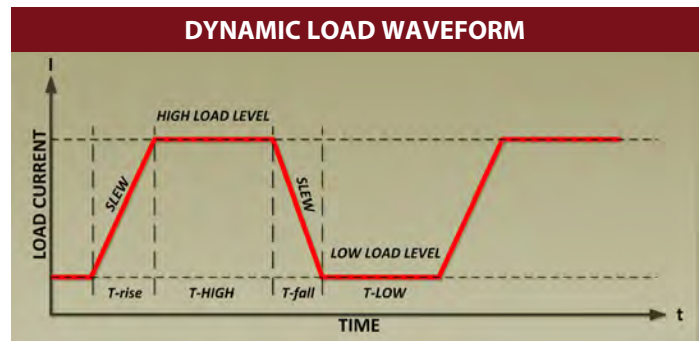 DYNAMIC LOAD WAVEFORM
I
HIGH LOAD LEVEL
LOAD CURRENT
SLEW
SLEW
LOW LOAD LEVEL
T-rise
T-HIGH
T-fall
T-LOW
t
TIME